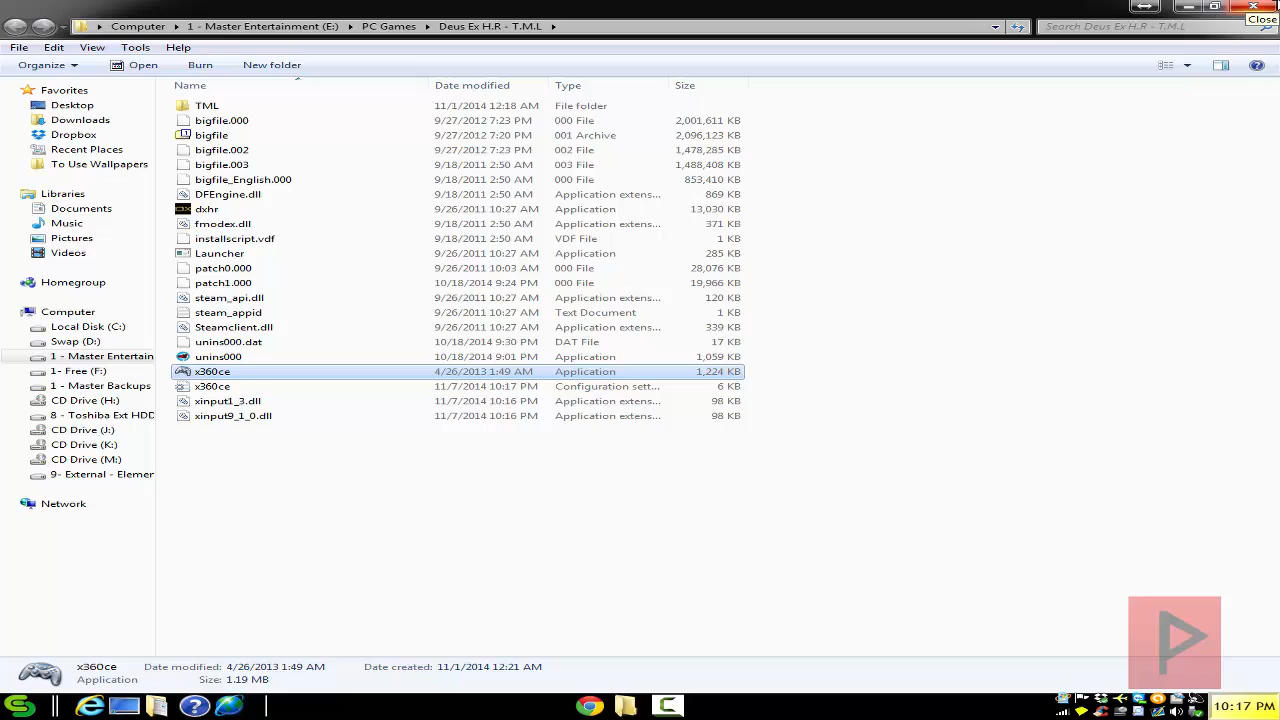 Computer ▸ 1 - Master Entertainment (E:) ▸ PC Games ▸ Deus Ex H.R - T.M.L ▸
Search Deus Ex H.R - T.M.L
Close
File Edit View Tools Help
Organize Open Burn New folder
Name Date modified Type Size
Favorites
Desktop
Downloads
Dropbox
Recent Places
To Use Wallpapers
Libraries
Documents
Music
Pictures
Videos
Homegroup
Computer
Local Disk (C:)
Swap (D:)
1 - Master Entertain
1- Free (F:)
1 - Master Backups
CD Drive (H:)
8 - Toshiba Ext HDD
CD Drive (J:)
CD Drive (K:)
CD Drive (M:)
9- External - Elemer
Network
TML 11/1/2014 12:18 AM File folder
bigfile.000 9/27/2012 7:23 PM 000 File 2,001,611 KB
bigfile 9/27/2012 7:20 PM 001 Archive 2,096,123 KB
bigfile.002 9/27/2012 7:23 PM 002 File 1,478,285 KB
bigfile.003 9/18/2011 2:50 AM 003 File 1,488,408 KB
bigfile_English.000 9/18/2011 2:50 AM 000 File 853,410 KB
DFEngine.dll 9/18/2011 2:50 AM Application extens... 869 KB
dxhr 9/26/2011 10:27 AM Application 13,030 KB
fmodex.dll 9/18/2011 2:50 AM Application extens... 371 KB
installscript.vdf 9/18/2011 2:50 AM VDF File 1 KB
Launcher 9/26/2011 10:27 AM Application 285 KB
patch0.000 9/26/2011 10:03 AM 000 File 28,076 KB
patch1.000 10/18/2014 9:24 PM 000 File 19,966 KB
steam_api.dll 9/26/2011 10:27 AM Application extens... 120 KB
steam_appid 9/26/2011 10:27 AM Text Document 1 KB
Steamclient.dll 9/26/2011 10:27 AM Application extens... 339 KB
unins000.dat 10/18/2014 9:30 PM DAT File 17 KB
unins000 10/18/2014 9:01 PM Application 1,059 KB
x360ce 4/26/2013 1:49 AM Application 1,224 KB
x360ce 11/7/2014 10:17 PM Configuration sett... 6 KB
xinput1_3.dll 11/7/2014 10:16 PM Application extens... 98 KB
xinput9_1_0.dll 11/7/2014 10:16 PM Application extens... 98 KB
x360ce Date modified: 4/26/2013 1:49 AM Date created: 11/1/2014 12:21 AM
Application Size: 1.19 MB
10:17 PM